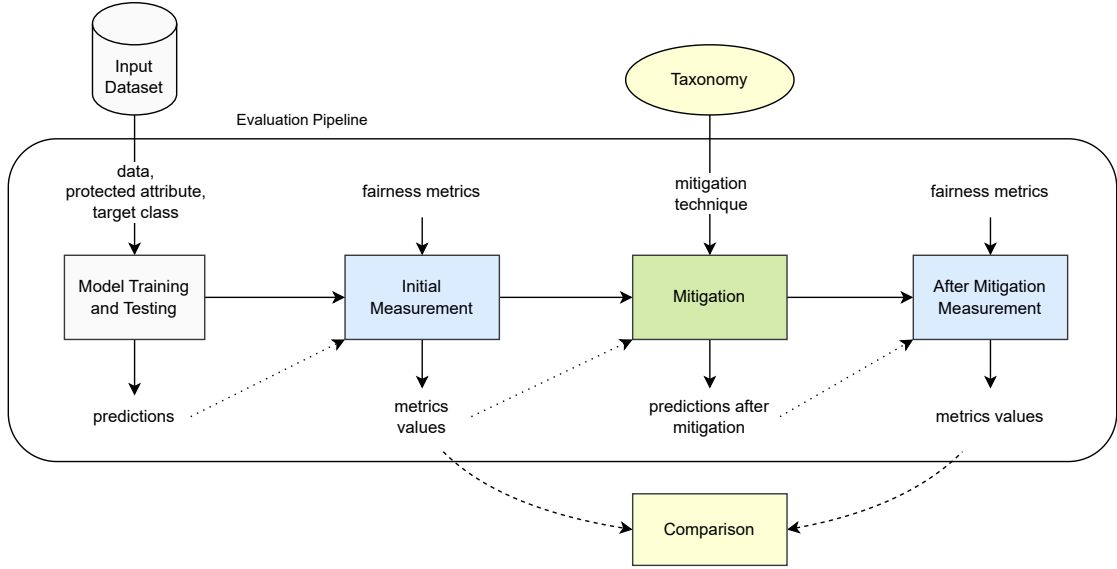 Input
Dataset
Taxonomy
Evaluation Pipeline
data,
protected attribute,
target class
fairness metrics
mitigation
technique
fairness metrics
Model Training
and Testing
Initial
Measurement
Mitigation
After Mitigation
Measurement
predictions
metrics
values
predictions after
mitigation
metrics values
Comparison